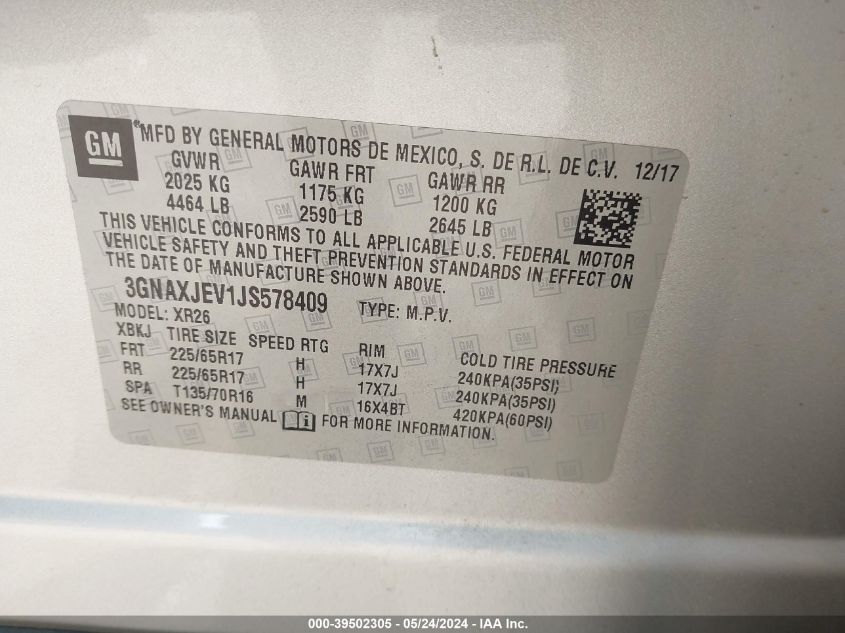 GM ®MFD BY GENERAL MOTORS DE MEXICO, S. DE R.L. DE C.V. 12/17
GVWR GAWR FRT GAWR RR
2025 KG 1175 KG 1200 KG
4464 LB 2590 LB 2645 LB
THIS VEHICLE CONFORMS TO ALL APPLICABLE U.S. FEDERAL MOTOR
VEHICLE SAFETY AND THEFT PREVENTION STANDARDS IN EFFECT ON
THE DATE OF MANUFACTURE SHOWN ABOVE.
3GNAXJEV1JS578409 TYPE: M.P.V.
MODEL: XR26
XBKJ TIRE SIZE SPEED RTG RIM COLD TIRE PRESSURE
FRT 225/65R17 H 17X7J 240KPA(35PSI)
RR 225/65R17 H 17X7J 240KPA(35PSI)
SPA T135/70R16 M 16X4BT 420KPA(60PSI)
SEE OWNER'S MANUAL i FOR MORE INFORMATION.
000-39502305 - 05/24/2024 - IAA Inc.